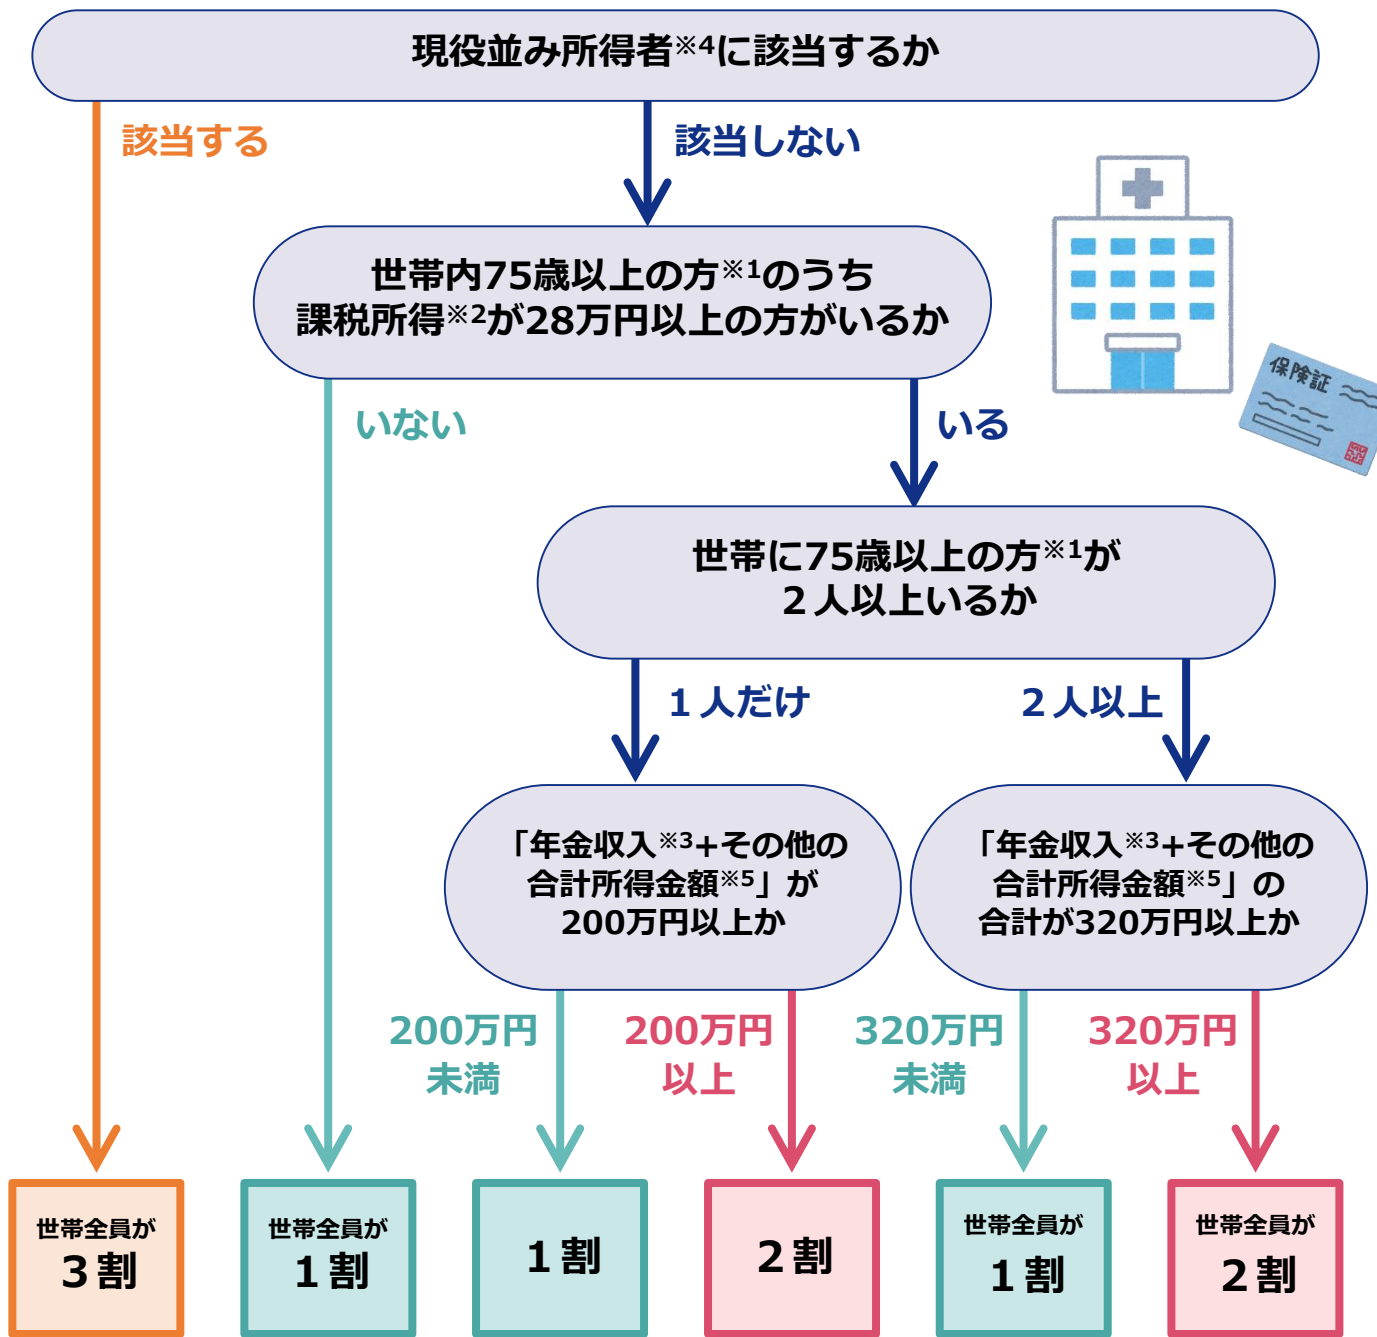 現役並み所得者※4に該当するか
該当する
該当しない
世帯内75歳以上の方※1のうち
課税所得※2が28万円以上の方がいるか
保険証
いない
いる
世帯に75歳以上の方※1が
２人以上いるか
１人だけ
２人以上
「年金収入※3+その他の
合計所得金額※5」が
200万円以上か
「年金収入※3+その他の
合計所得金額※5」の
合計が320万円以上か
200万円
未満
200万円
以上
320万円
未満
320万円
以上
世帯全員が
３割
世帯全員が
１割
１割
２割
世帯全員が
１割
世帯全員が
２割